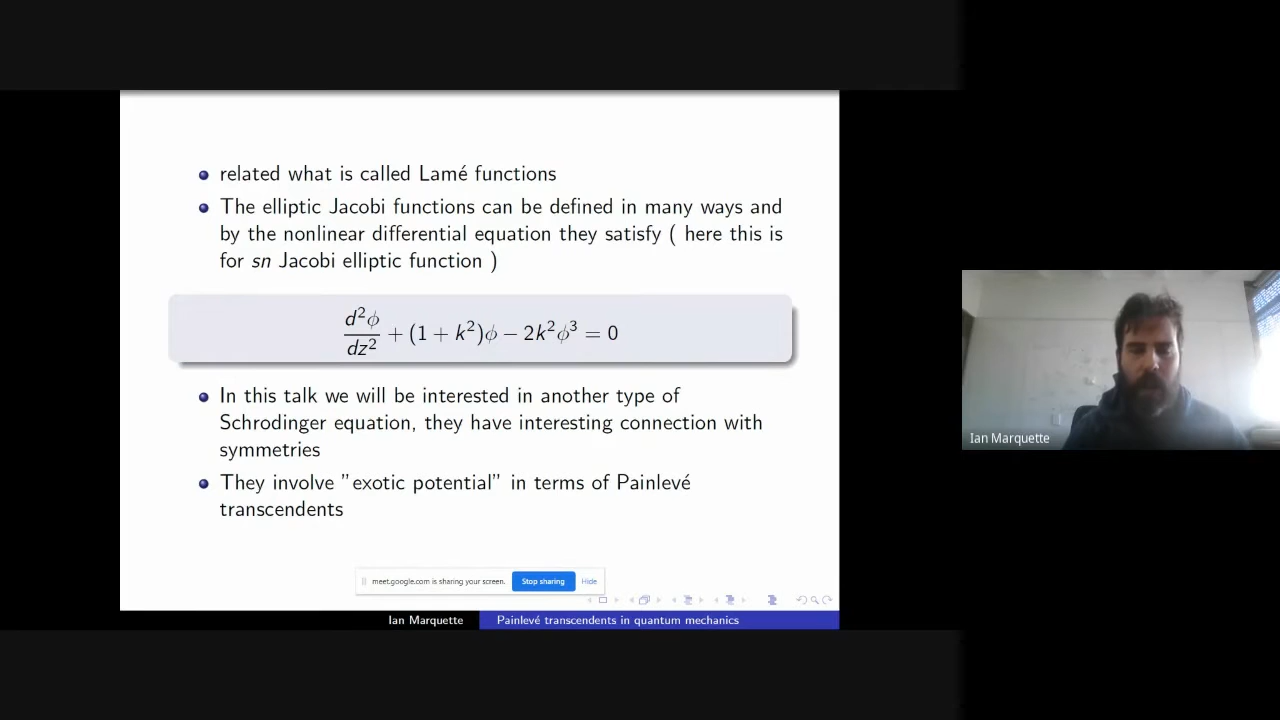 related what is called Lamé functions
The elliptic Jacobi functions can be defined in many ways and
by the nonlinear differential equation they satisfy ( here this is
for sn Jacobi elliptic function )
d²φ/dz² + (1 + k²)φ − 2k²φ³ = 0
In this talk we will be interested in another type of
Schrodinger equation, they have interesting connection with
symmetries
They involve ”exotic potential” in terms of Painlevé
transcendents
meet.google.com is sharing your screen. Stop sharing Hide
Ian Marquette Painlevé transcendents in quantum mechanics
Ian Marquette